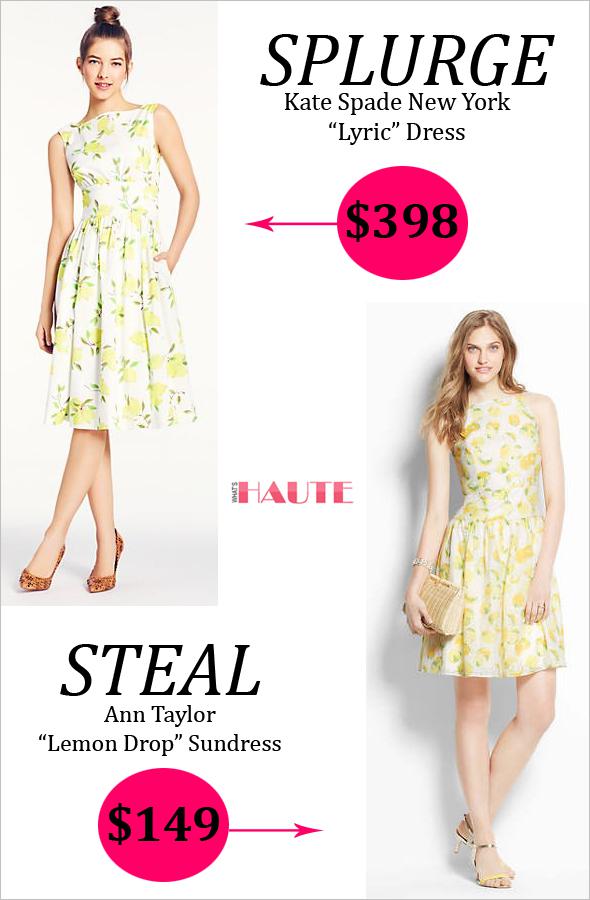 SPLURGE
Kate Spade New York
“Lyric” Dress
$398
WHAT'S
HAUTE
STEAL
Ann Taylor
“Lemon Drop” Sundress
$149